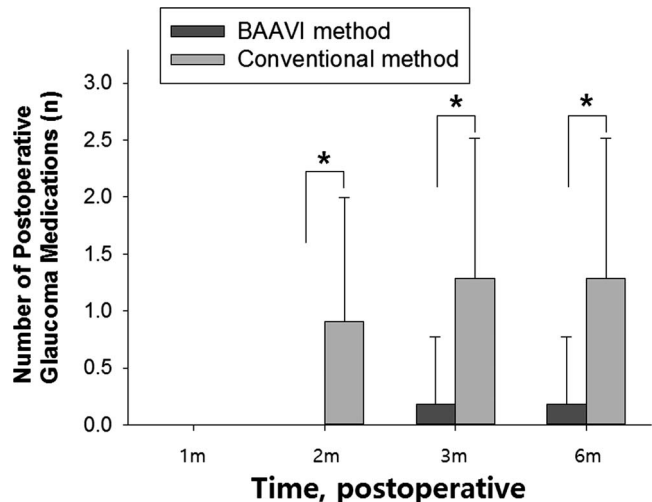 BAAVI method
Conventional method
Number of Postoperative
Glaucoma Medications (n)
3.0
2.5
2.0
1.5
1.0
0.5
0.0
*
*
*
1m
2m
3m
6m
Time, postoperative